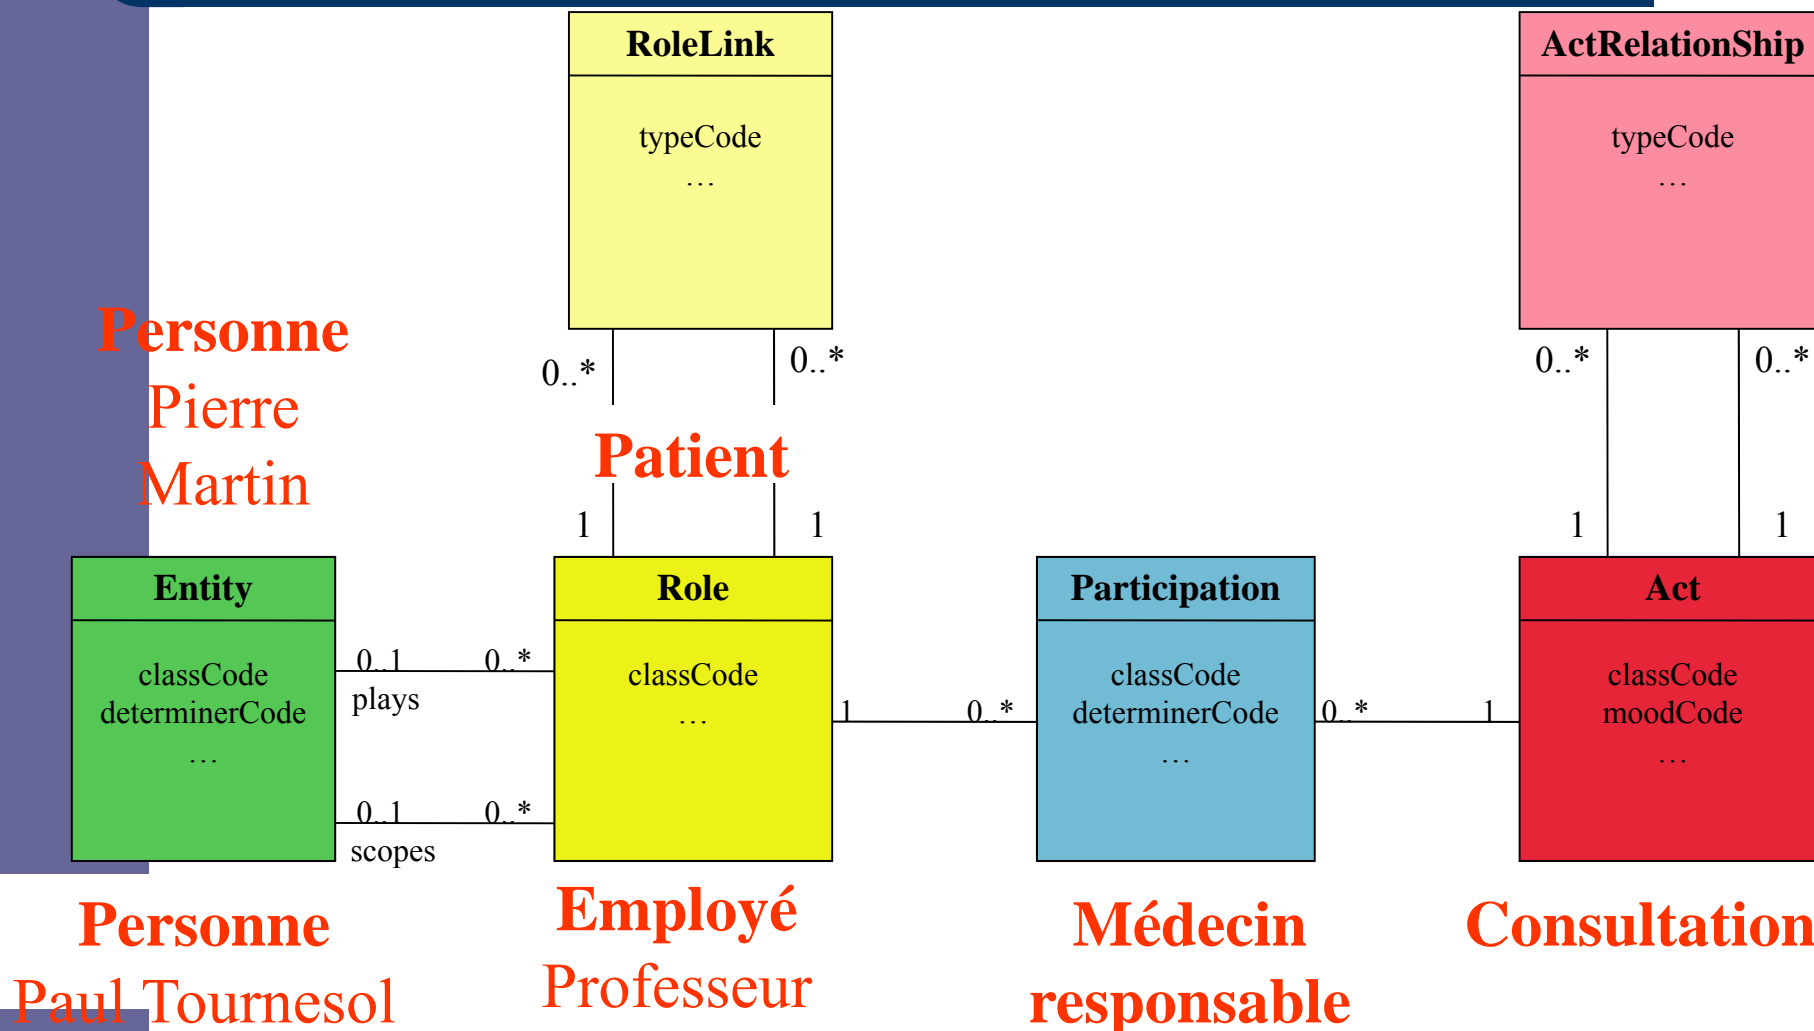 RoleLink
typeCode
…
ActRelationShip
typeCode
…
0..*
0..*
0..*
0..*
Personne
Pierre
Martin
Patient
1
1
1
1
Entity
classCode
determinerCode
…
0..1
plays
0..*
0..1
scopes
0..*
Role
classCode
…
1
0..*
Participation
classCode
determinerCode
…
0..*
1
Act
classCode
moodCode
…
Personne
Paul Tournesol
Employé
Professeur
Médecin
responsable
Consultation